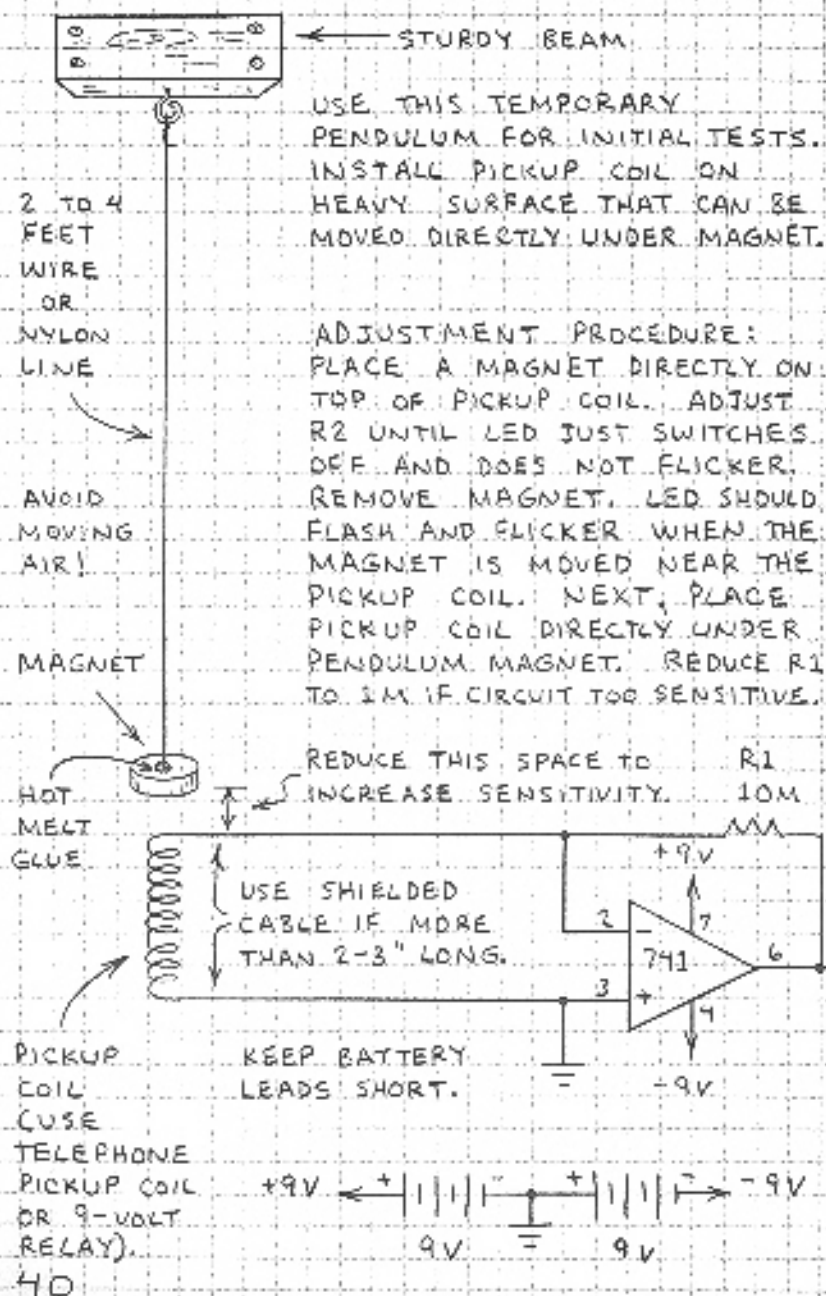 STURDY BEAM
USE THIS TEMPORARY
PENDULUM FOR INITIAL TESTS.
INSTALL PICKUP COIL ON
HEAVY SURFACE THAT CAN BE
MOVED DIRECTLY UNDER MAGNET.
2 TO 4
FEET
WIRE
OR
NYLON
LINE
ADJUSTMENT PROCEDURE:
PLACE A MAGNET DIRECTLY ON
TOP OF PICKUP COIL. ADJUST
R2 UNTIL LED JUST SWITCHES
OFF AND DOES NOT FLICKER.
REMOVE MAGNET. LED SHOULD
FLASH AND FLICKER WHEN THE
MAGNET IS MOVED NEAR THE
PICKUP COIL. NEXT, PLACE
PICKUP COIL DIRECTLY UNDER
PENDULUM MAGNET. REDUCE R1
TO 1M IF CIRCUIT TOO SENSITIVE.
AVOID
MOVING
AIR!
MAGNET
HOT
MELT
GLUE
REDUCE THIS SPACE TO
INCREASE SENSITIVITY.
R1
10M
+9V
USE SHIELDED
CABLE IF MORE
THAN 2-3" LONG.
2
-
7
741
6
3
+
4
-9V
PICKUP
COIL
(USE
TELEPHONE
PICKUP COIL
OR 9-VOLT
RELAY).
KEEP BATTERY
LEADS SHORT.
+9V + - + - -9V
9V 9V
40